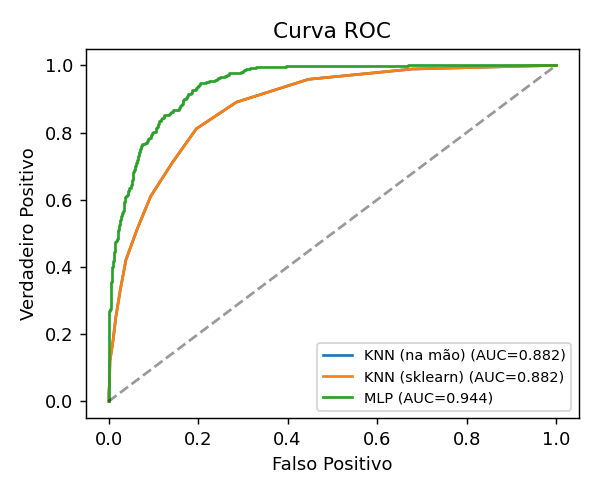 Curva ROC
Verdadeiro Positivo
1.0
0.8
0.6
0.4
0.2
0.0
KNN (na mão) (AUC=0.882)
KNN (sklearn) (AUC=0.882)
MLP (AUC=0.944)
0.0 0.2 0.4 0.6 0.8 1.0
Falso Positivo